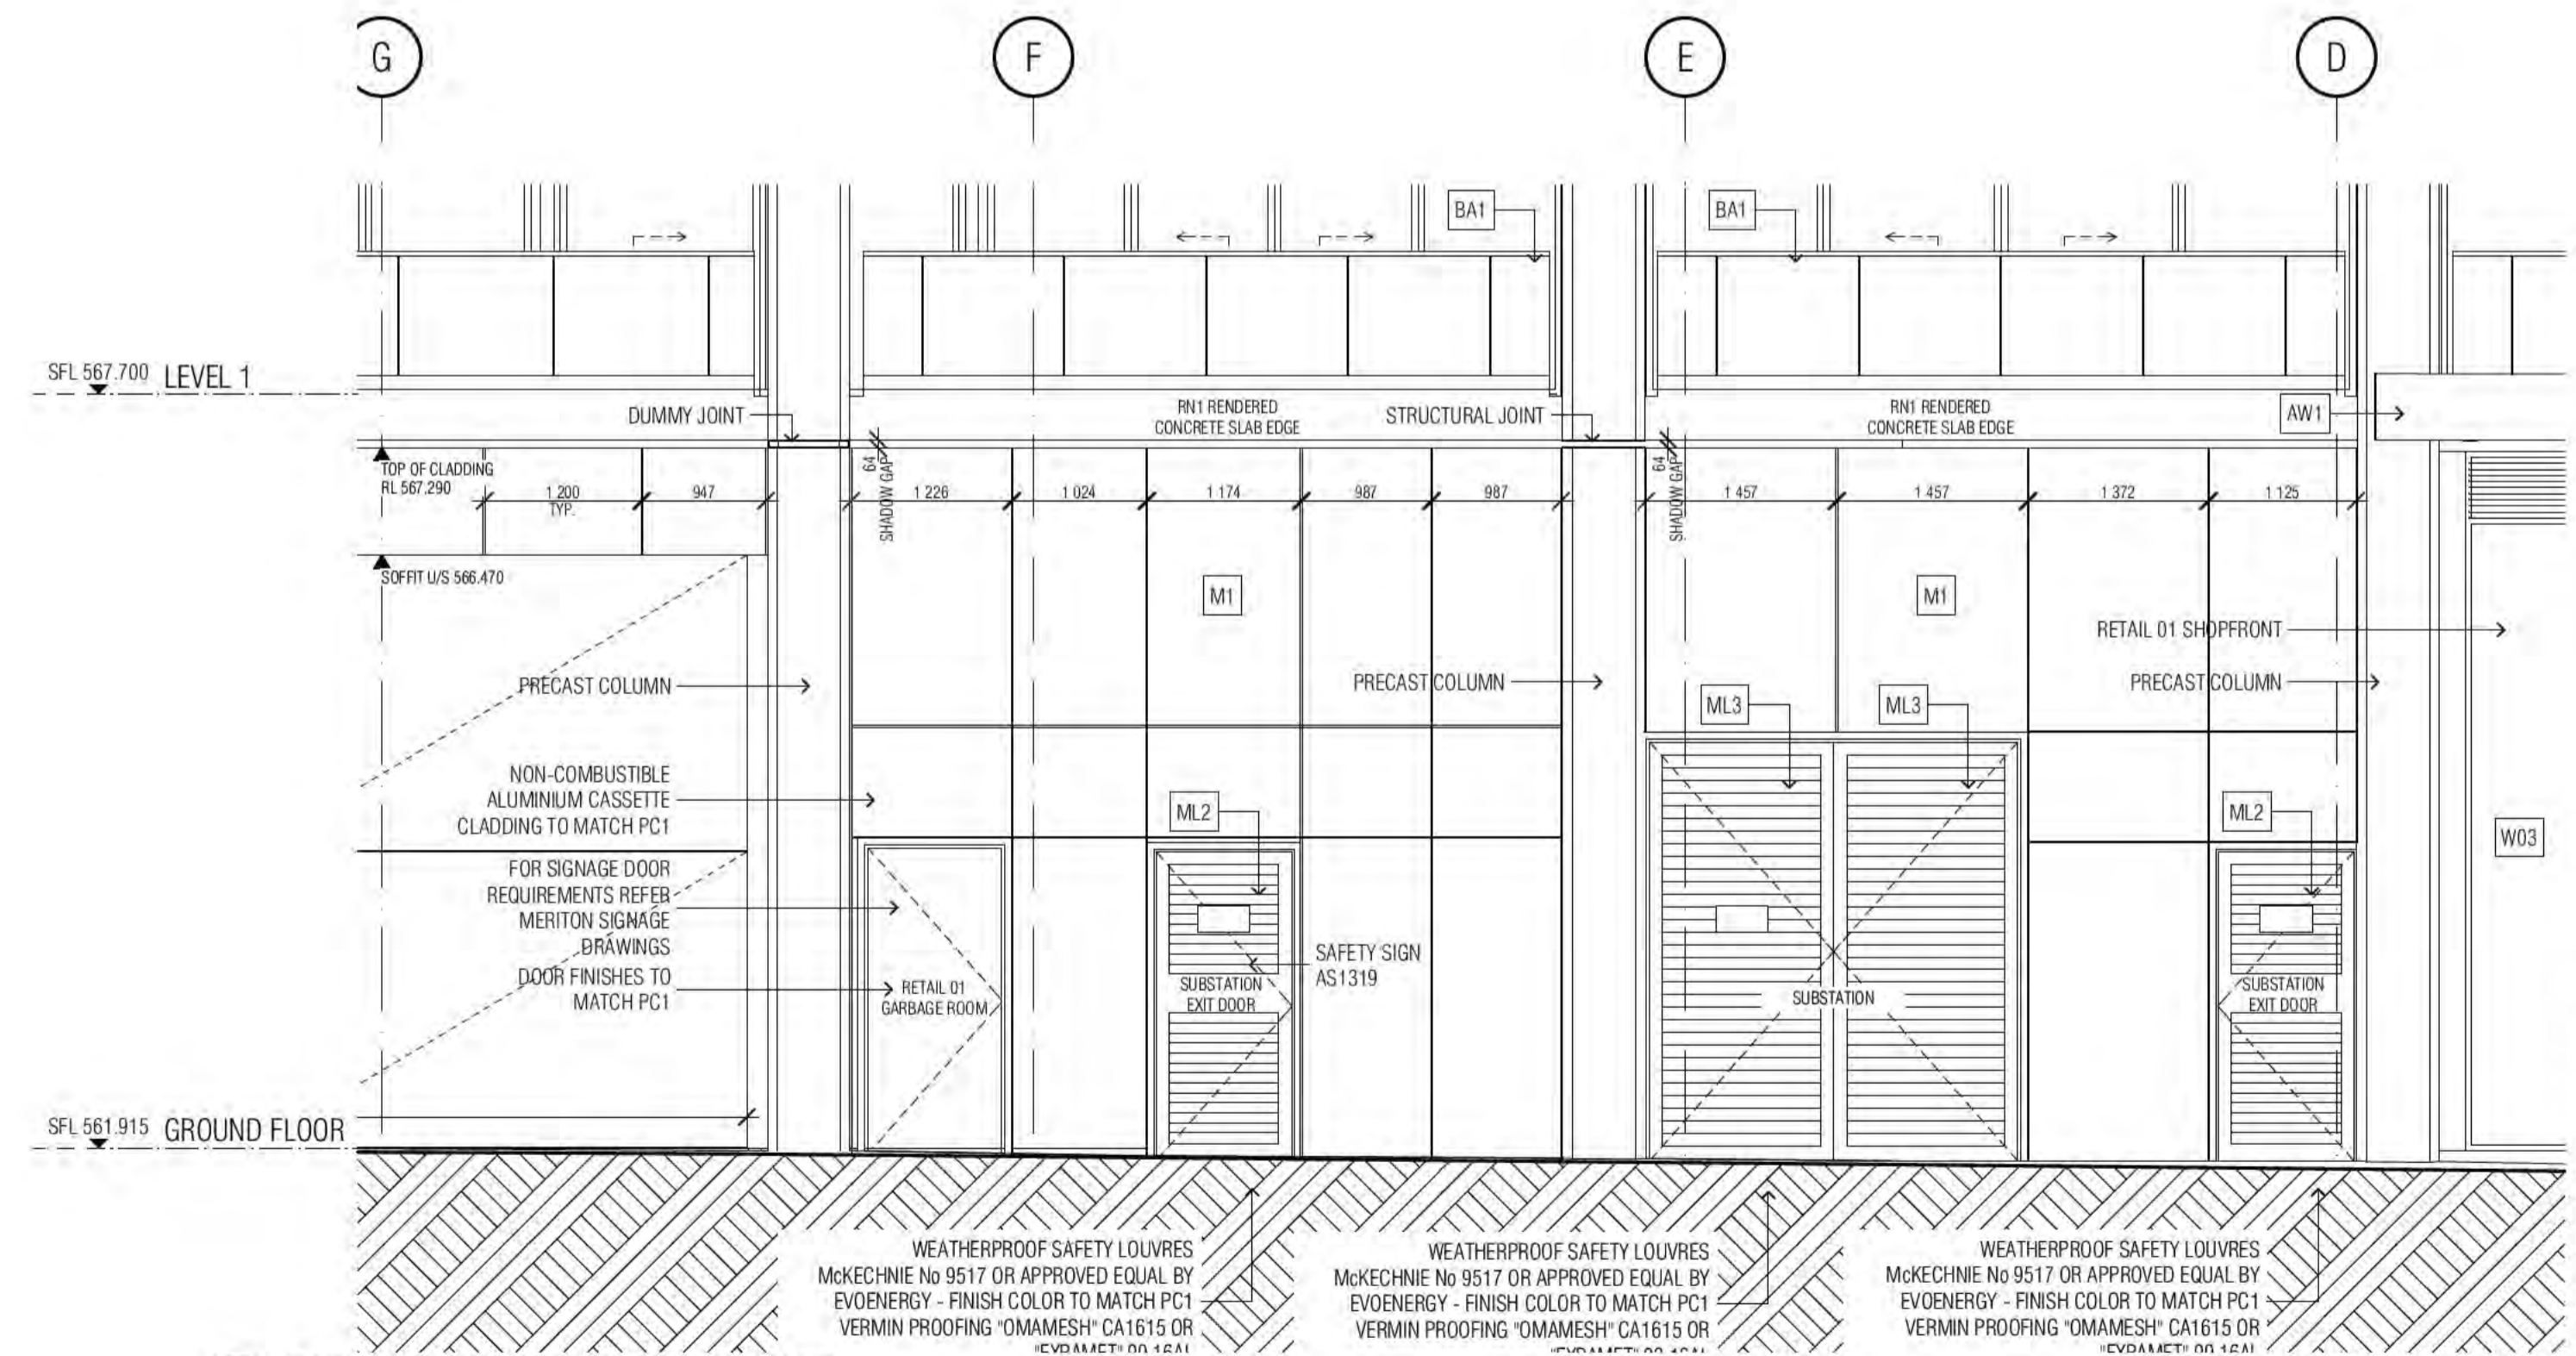 G
F
E
D
BA1
BA1
SFL 567.700 LEVEL 1
DUMMY JOINT
RN1 RENDERED
CONCRETE SLAB EDGE
STRUCTURAL JOINT
RN1 RENDERED
CONCRETE SLAB EDGE
AW1
TOP OF CLADDING
RL 567.290
1 200
TYP.
947
64
SHADOW GAP
1 226
1 024
1 174
987
987
64
SHADOW GAP
1 457
1 457
1 372
1 125
SOFFIT U/S 566.470
M1
M1
RETAIL 01 SHOPFRONT
PRECAST COLUMN
PRECAST COLUMN
PRECAST COLUMN
ML3
ML3
NON-COMBUSTIBLE
ALUMINIUM CASSETTE
CLADDING TO MATCH PC1
ML2
ML2
W03
FOR SIGNAGE DOOR
REQUIREMENTS REFER
MERITON SIGNAGE
DRAWINGS
DOOR FINISHES TO
MATCH PC1
RETAIL 01
GARBAGE ROOM
SUBSTATION
EXIT DOOR
SAFETY SIGN
AS1319
SUBSTATION
SUBSTATION
EXIT DOOR
SFL 561.915 GROUND FLOOR
WEATHERPROOF SAFETY LOUVRES
McKECHNIE No 9517 OR APPROVED EQUAL BY
EVOENERGY - FINISH COLOR TO MATCH PC1
VERMIN PROOFING "OMAMESH" CA1615 OR
WEATHERPROOF SAFETY LOUVRES
McKECHNIE No 9517 OR APPROVED EQUAL BY
EVOENERGY - FINISH COLOR TO MATCH PC1
VERMIN PROOFING "OMAMESH" CA1615 OR
WEATHERPROOF SAFETY LOUVRES
McKECHNIE No 9517 OR APPROVED EQUAL BY
EVOENERGY - FINISH COLOR TO MATCH PC1
VERMIN PROOFING "OMAMESH" CA1615 OR